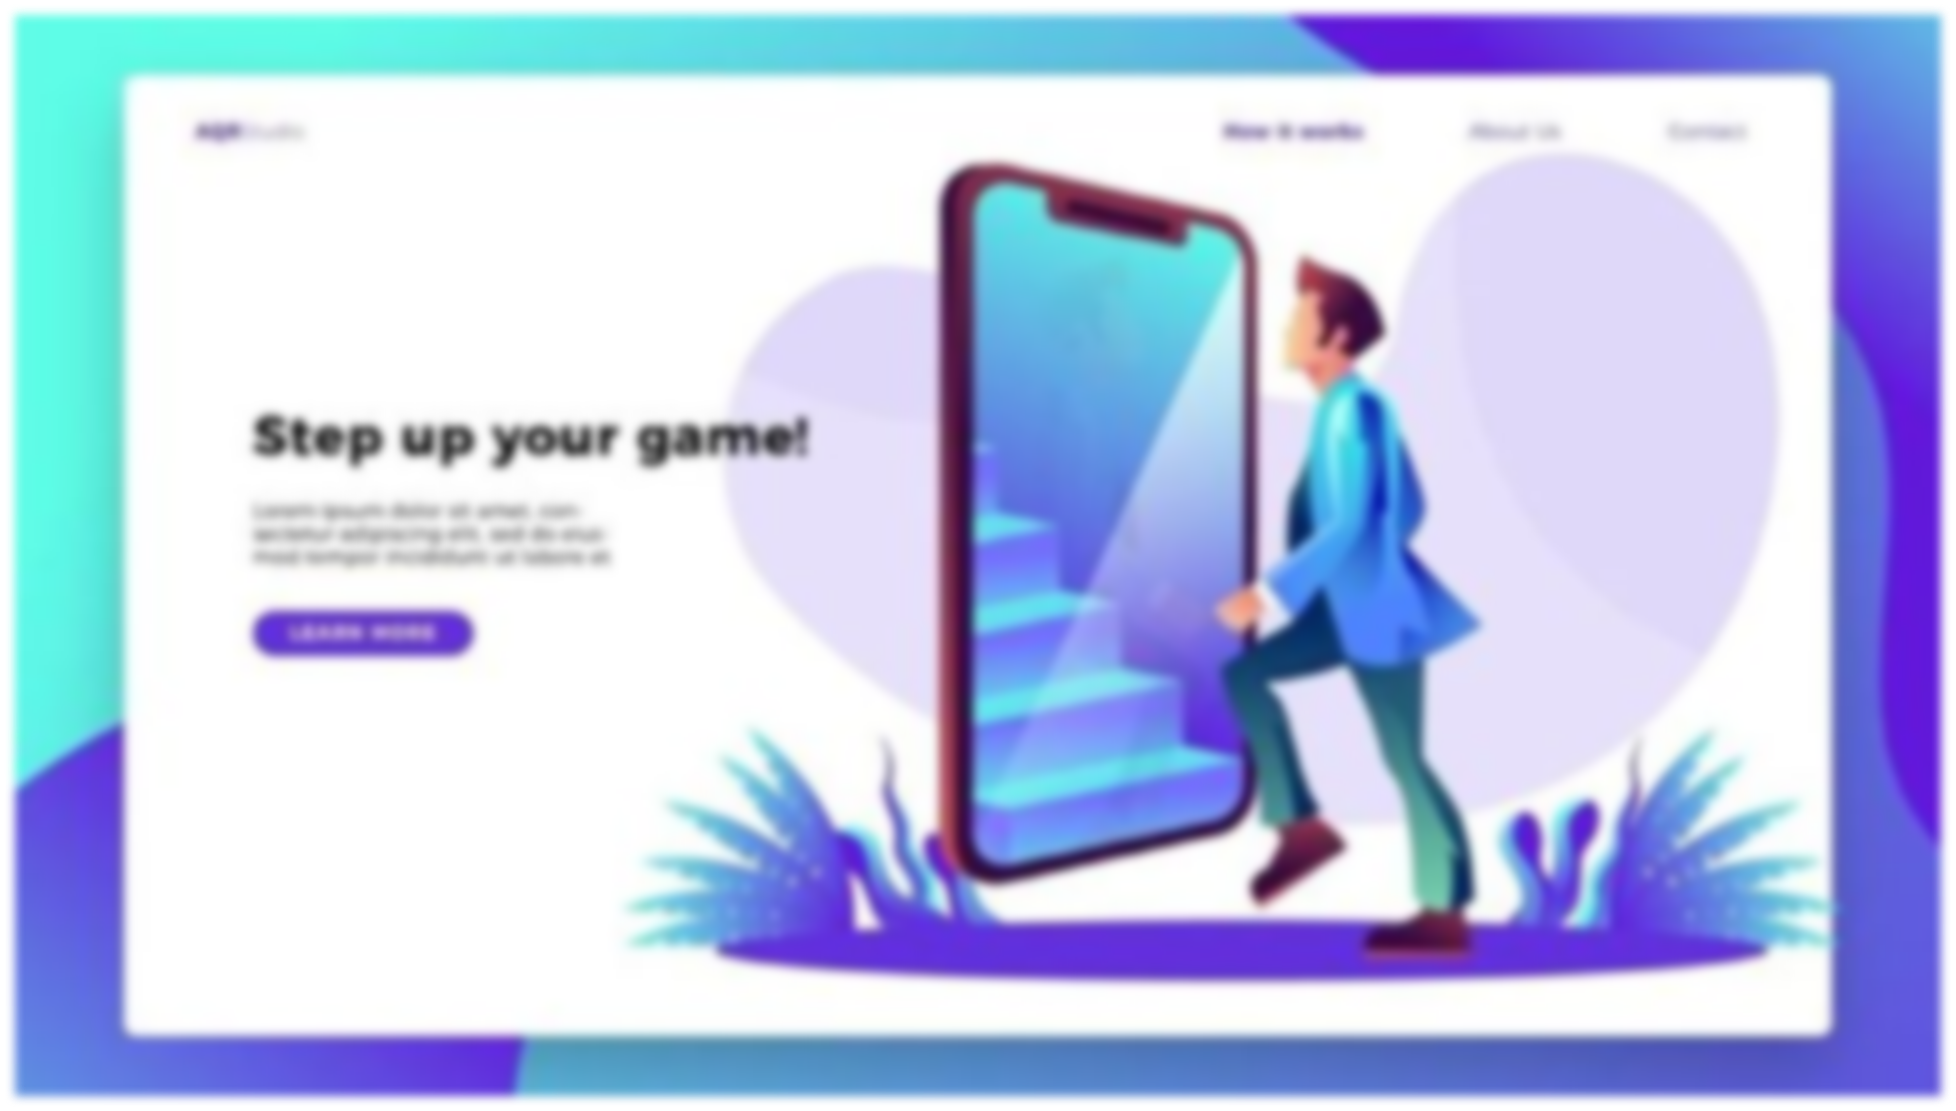 AQRStudio
How it works
About Us
Contact
Step up your game!
Lorem ipsum dolor sit amet, con-
sectetur adipiscing elit, sed do eius-
mod tempor incididunt ut labore et
LEARN MORE